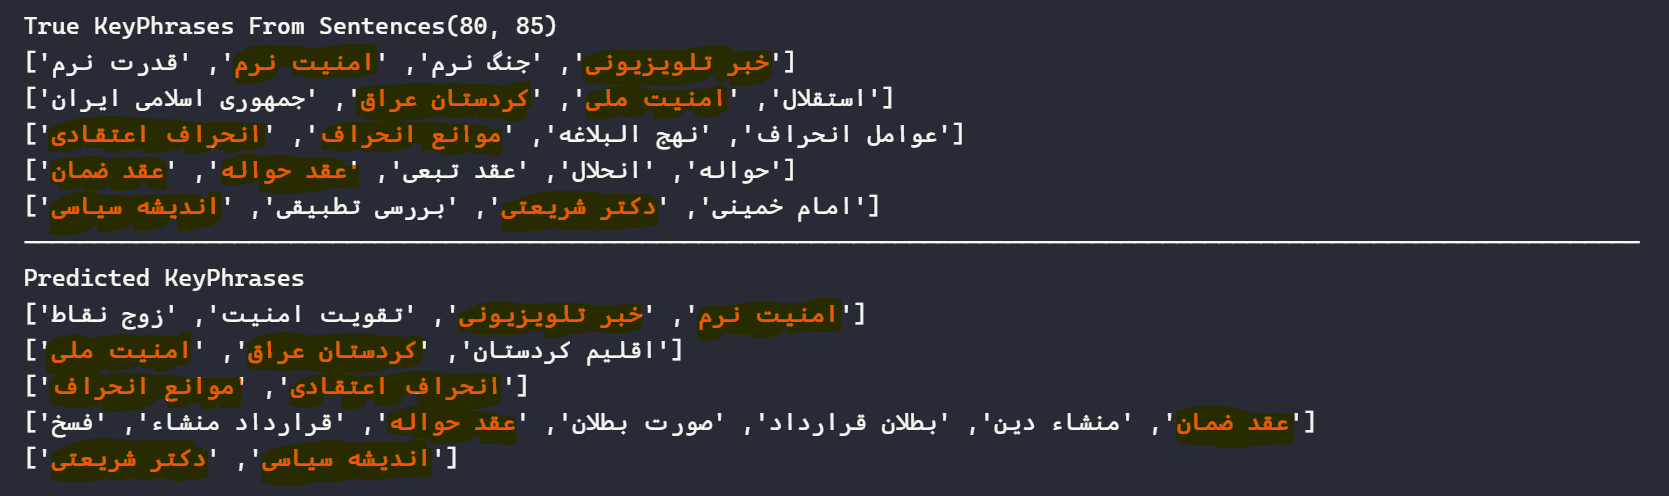 True KeyPhrases From Sentences(80, 85)
['خبر تلویزیونی', 'جنگ نرم', 'امنیت نرم', 'قدرت نرم']
['استقلال', 'امنیت ملی', 'کردستان عراق', 'جمهوری اسلامی ایران']
['عوامل انحراف', 'نهج البلاغه', 'موانع انحراف', 'انحراف اعتقادی']
['حواله', 'انحلال', 'عقد تبعی', 'عقد حواله', 'عقد ضمان']
['امام خمینی', 'دکتر شریعتی', 'بررسی تطبیقی', 'اندیشه سیاسی']
Predicted KeyPhrases
['امنیت نرم', 'خبر تلویزیونی', 'تقویت امنیت', 'زوج نقاط']
['اقلیم کردستان', 'کردستان عراق', 'امنیت ملی']
['انحراف اعتقادی', 'موانع انحراف']
['عقد ضمان', 'منشاء دین', 'بطلان قرارداد', 'صورت بطلان', 'عقد حواله', 'قرارداد منشاء', 'فسخ']
['اندیشه سیاسی', 'دکتر شریعتی']